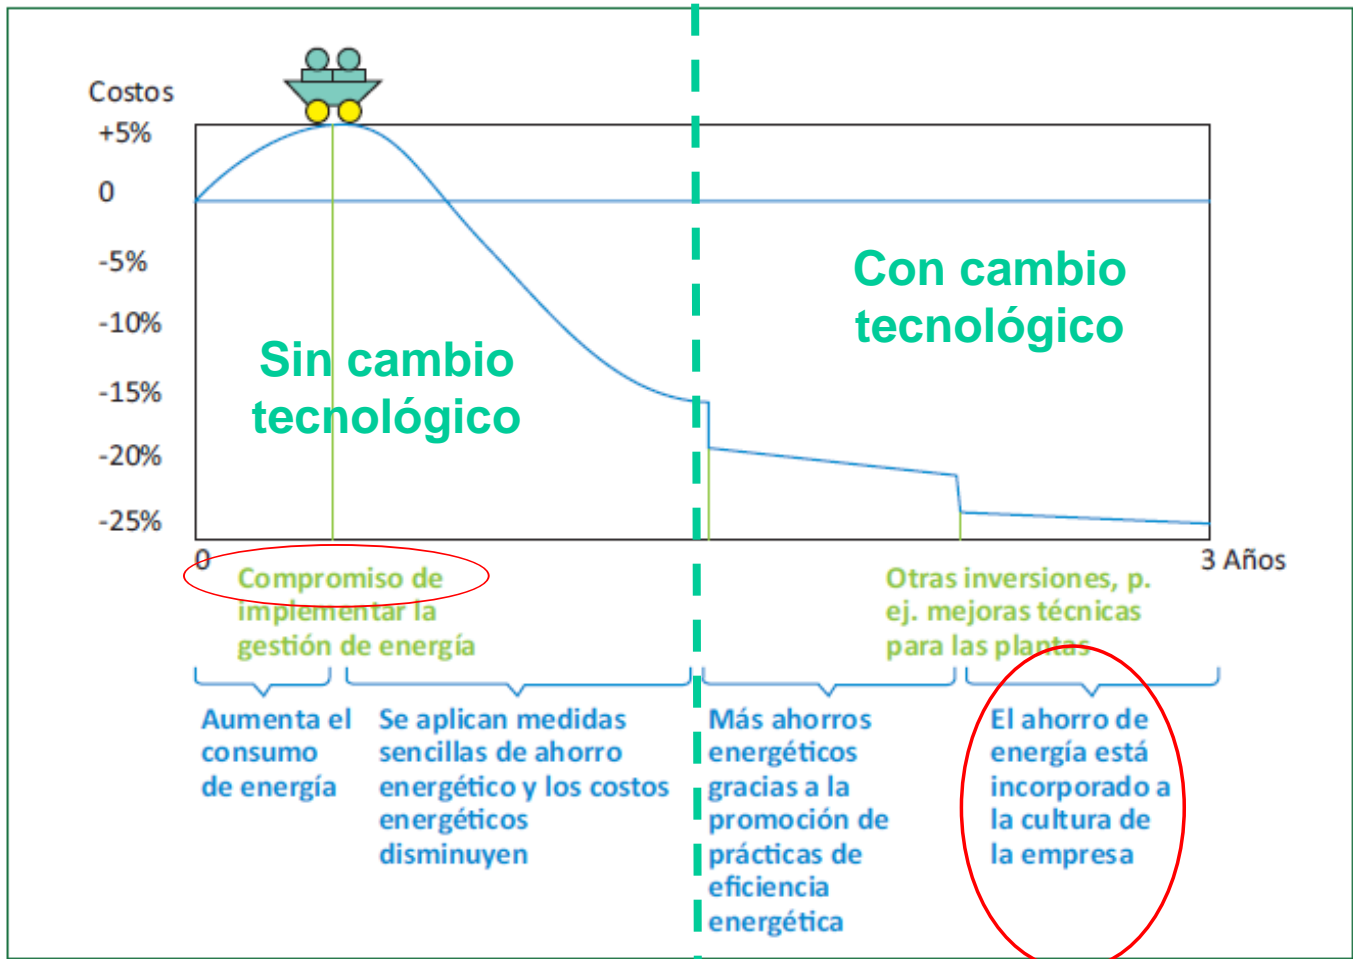 Costos
+5%
0
-5%
-10%
-15%
-20%
-25%
Sin cambio
tecnológico
Con cambio
tecnológico
0
3 Años
Compromiso de
implementar la
gestión de energía
Otras inversiones, p.
ej. mejoras técnicas
para las plantas
Aumenta el
consumo
de energía
Se aplican medidas
sencillas de ahorro
energético y los costos
energéticos
disminuyen
Más ahorros
energéticos
gracias a la
promoción de
prácticas de
eficiencia
energética
El ahorro de
energía está
incorporado a
la cultura de
la empresa